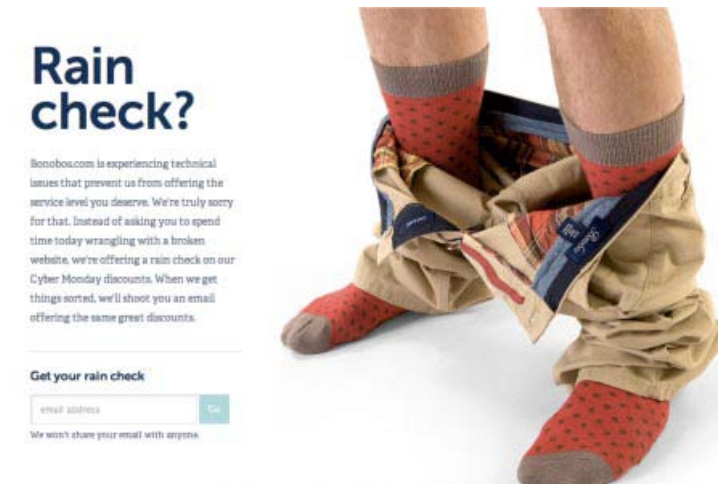 Rain
check?
Bonobos.com is experiencing technical
issues that prevent us from offering the
service level you deserve. We're truly sorry
for that. Instead of asking you to spend
time today wrangling with a broken
website, we're offering a rain check on our
Cyber Monday discounts. When we get
things sorted, we'll shoot you an email
offering the same great discounts.
Get your rain check
email address
Go
We won't share your email with anyone.